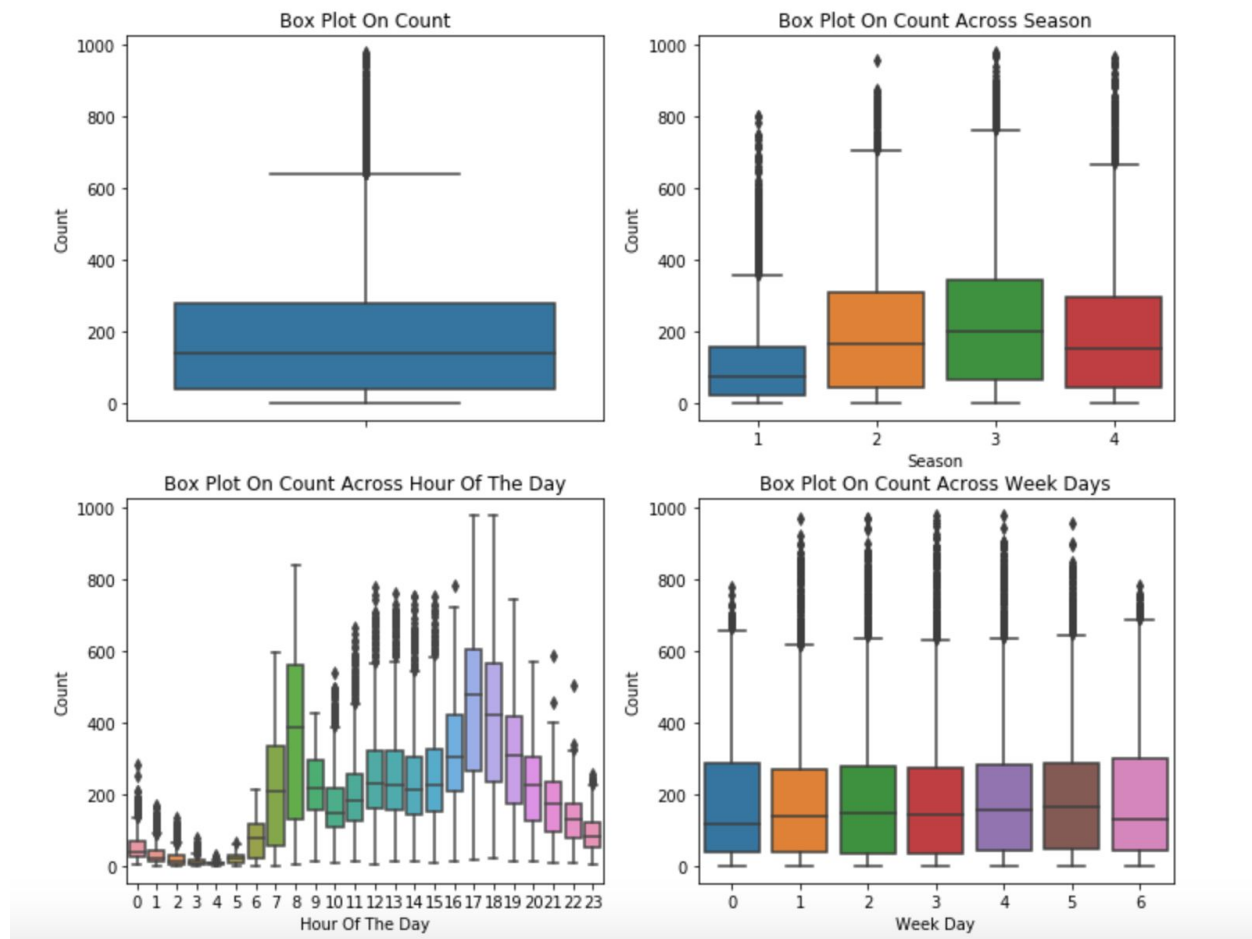 Box Plot On Count
1000
800
600
400
200
0
Count
Box Plot On Count Across Season
1000
800
600
400
200
0
Count
1 2 3 4
Season
Box Plot On Count Across Hour Of The Day
1000
800
600
400
200
0
Count
0 1 2 3 4 5 6 7 8 9 10 11 12 13 14 15 16 17 18 19 20 21 22 23
Hour Of The Day
Box Plot On Count Across Week Days
1000
800
600
400
200
0
Count
0 1 2 3 4 5 6
Week Day